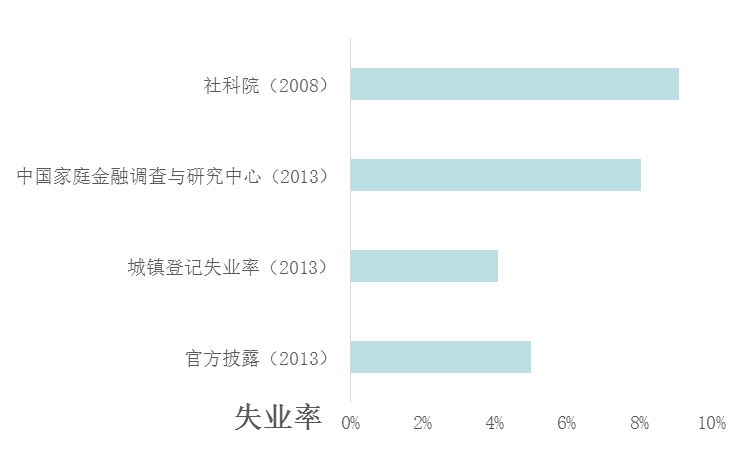 社科院（2008）
中国家庭金融调查与研究中心（2013）
城镇登记失业率（2013）
官方披露（2013）
失业率
0% 2% 4% 6% 8% 10%